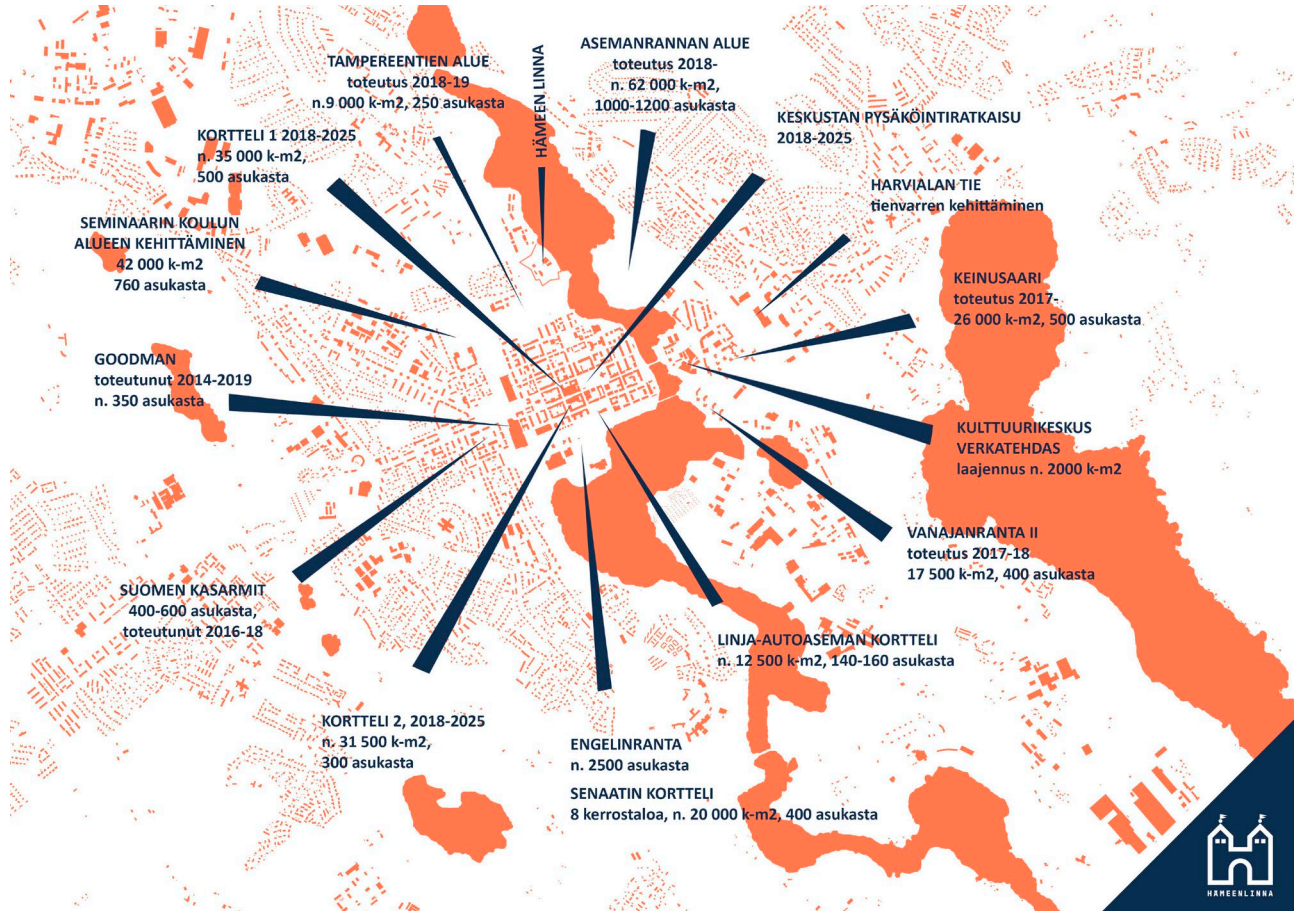 TAMPEREENTIEN ALUE
toteutus 2018-19
n.9 000 k-m2, 250 asukasta
HÄMEEN LINNA
ASEMANRANNAN ALUE
toteutus 2018-
n. 62 000 k-m2,
1000-1200 asukasta
KESKUSTAN PYSÄKÖINTIRATKAISU
2018-2025
KORTTELI 1 2018-2025
n. 35 000 k-m2,
500 asukasta
HARVIALAN TIE
tienvarren kehittäminen
SEMINAARIN KOULUN
ALUEEN KEHITTÄMINEN
42 000 k-m2
760 asukasta
KEINUSAARI
toteutus 2017-
26 000 k-m2, 500 asukasta
GOODMAN
toteutunut 2014-2019
n. 350 asukasta
KULTTUURIKESKUS
VERKATEHDAS
laajennus n. 2000 k-m2
VANAJANRANTA II
toteutus 2017-18
17 500 k-m2, 400 asukasta
SUOMEN KASARMIT
400-600 asukasta,
toteutunut 2016-18
LINJA-AUTOASEMAN KORTTELI
n. 12 500 k-m2, 140-160 asukasta
KORTTELI 2, 2018-2025
n. 31 500 k-m2,
300 asukasta
ENGELINRANTA
n. 2500 asukasta
SENAATIN KORTTELI
8 kerrostaloa, n. 20 000 k-m2, 400 asukasta
HÄMEENLINNA